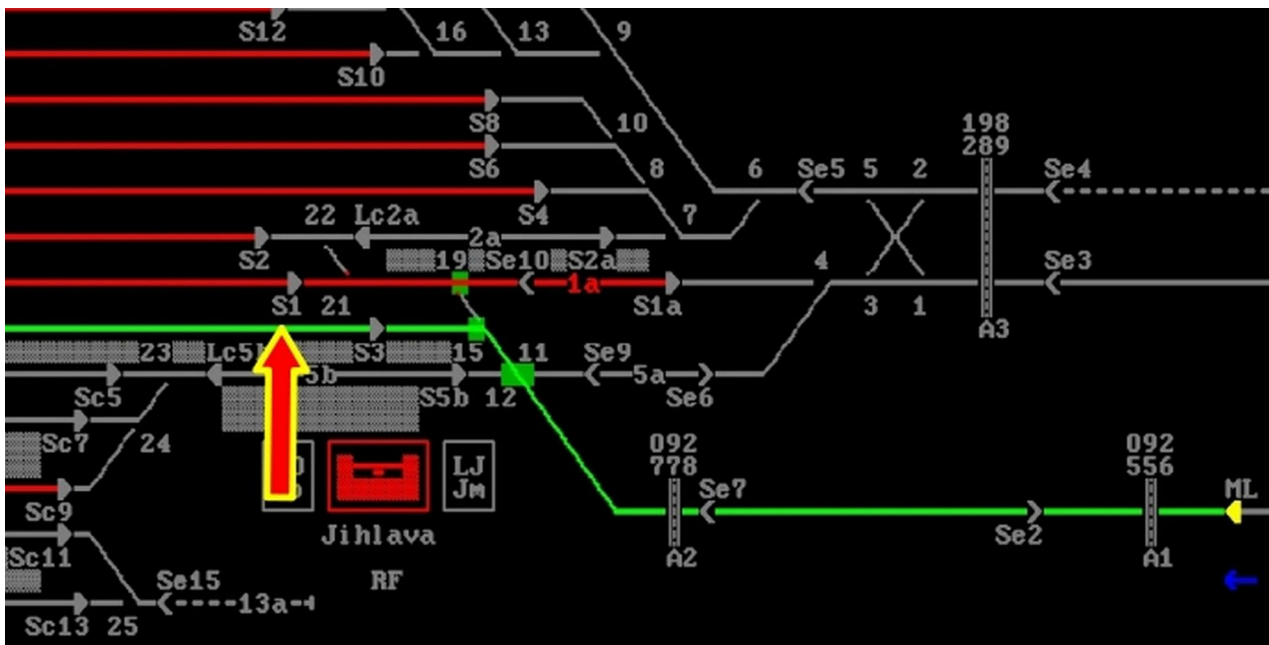 S12 16 13 9
S10
S8 10
198
289
S6 8 6 Se5 5 2 Se4
22 Lc2a S4 7
2a
S2 19 Se10 S2a 4 Se3
1a
S1 21 S1a 3 1
A3
23 Lc5b S3 15 11 Se9
5b 5a
Sc5 S5b 12 Se6
Sc7 24 092 092
778 556
LJ
Jm
Se7 ML
Sc9
Jihlava Se2
Sc11 A2 A1
Se15 RF
13a
Sc13 25